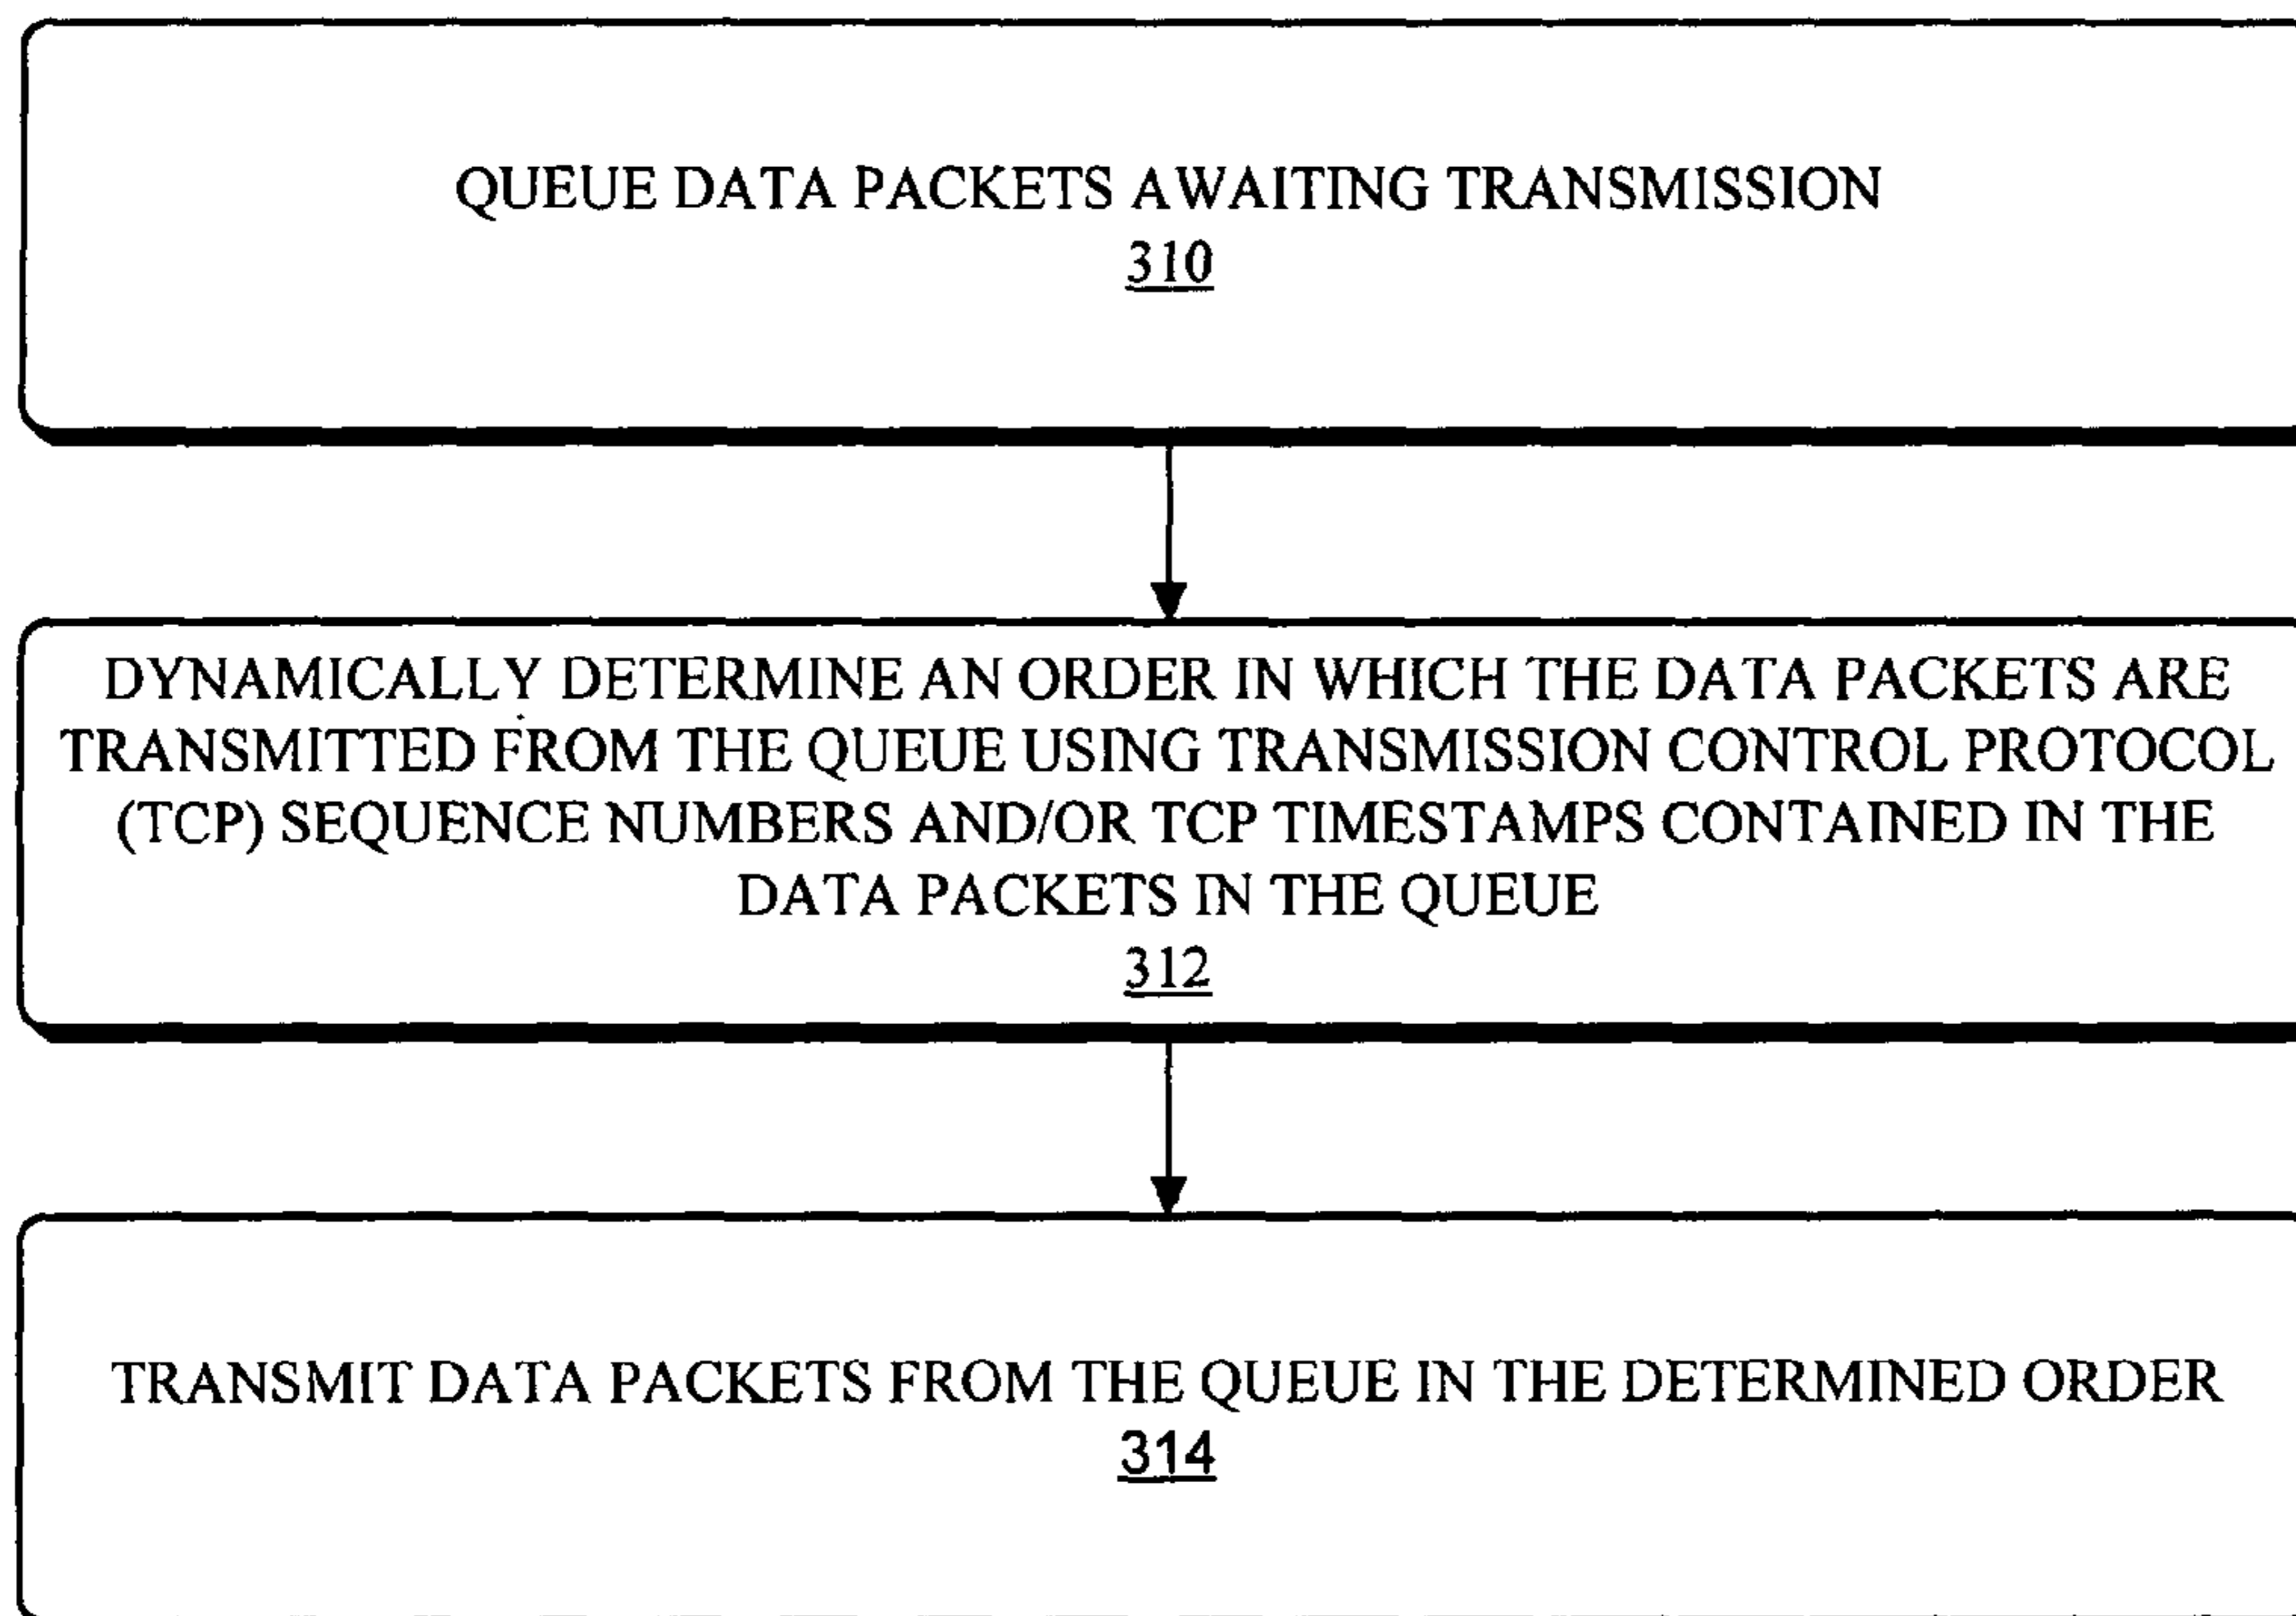 QUEUE DATA PACKETS AWAITING TRANSMISSION
310
DYNAMICALLY DETERMINE AN ORDER IN WHICH THE DATA PACKETS ARE
TRANSMITTED FROM THE QUEUE USING TRANSMISSION CONTROL PROTOCOL
(TCP) SEQUENCE NUMBERS AND/OR TCP TIMESTAMPS CONTAINED IN THE
DATA PACKETS IN THE QUEUE
312
TRANSMIT DATA PACKETS FROM THE QUEUE IN THE DETERMINED ORDER
314